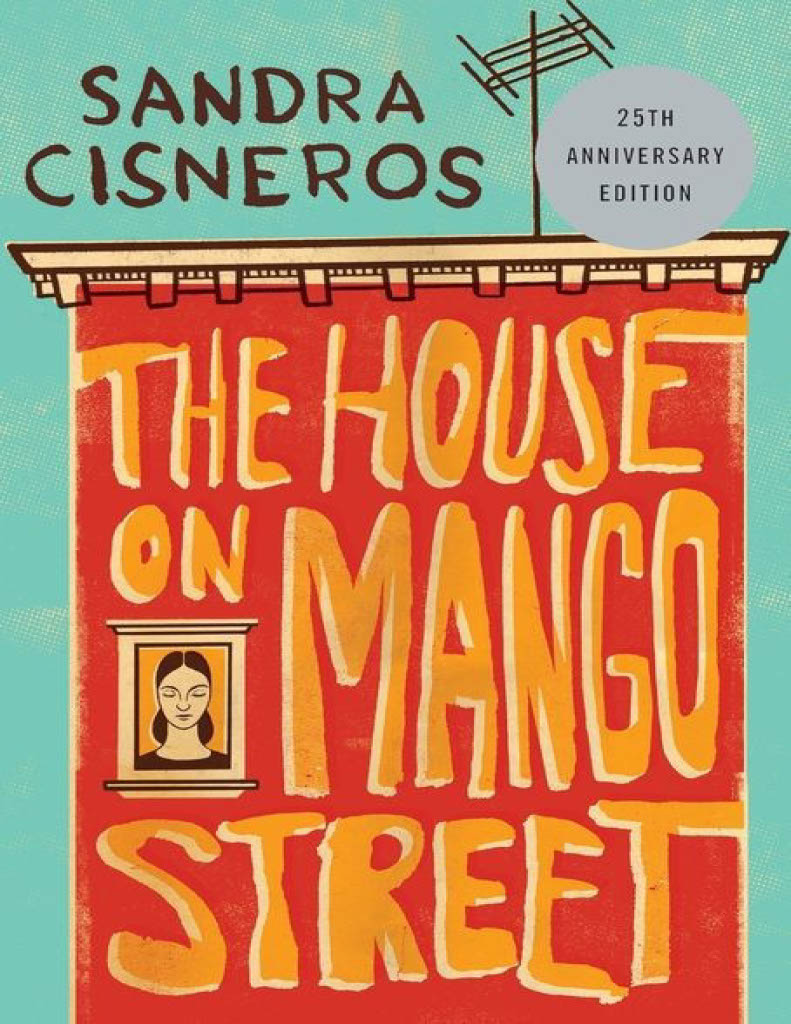 SANDRA
CISNEROS
25TH
ANNIVERSARY
EDITION
THE HOUSE
ON MANGO
STREET